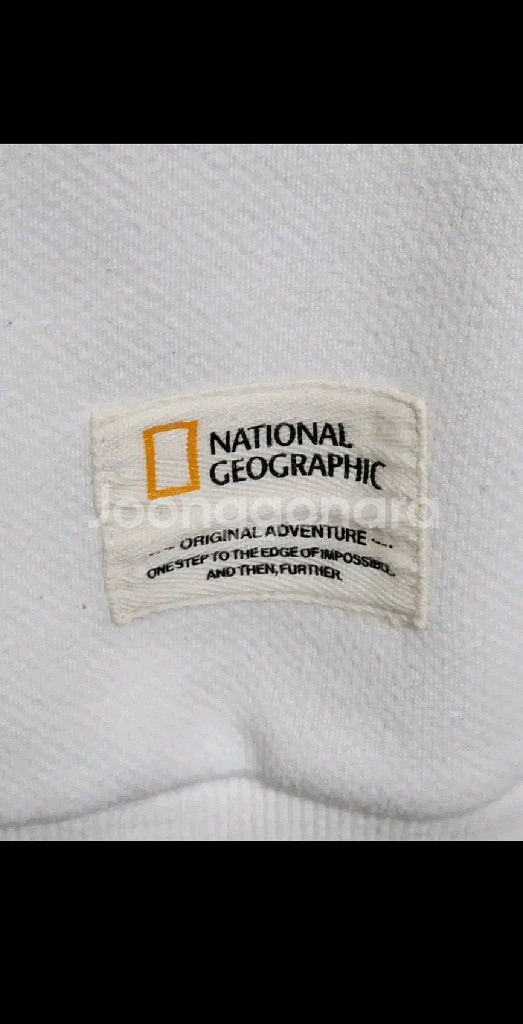 NATIONAL
GEOGRAPHIC
Joonggonara
--- ORIGINAL ADVENTURE ---
ONE STEP TO THE EDGE OF IMPOSSIBLE.
AND THEN, FURTHER.